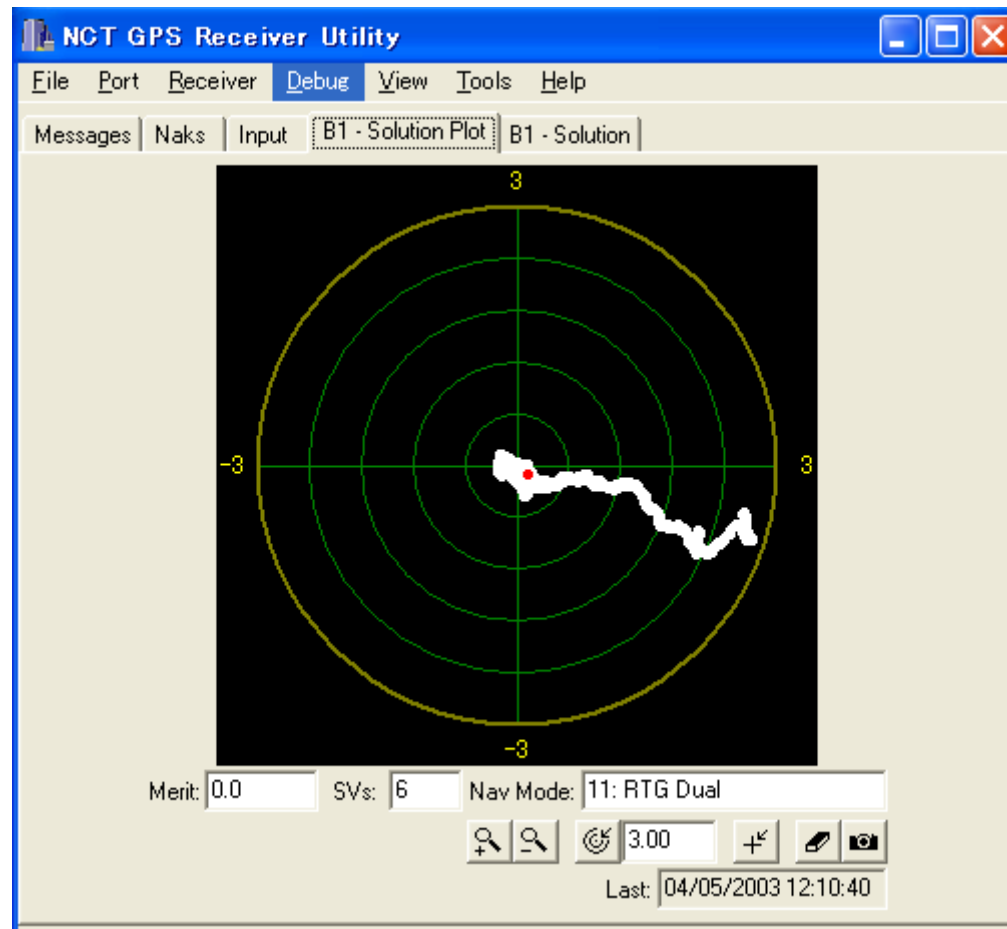 NCT GPS Receiver Utility
File Port Receiver Debug View Tools Help
Messages Naks Input B1 - Solution Plot B1 - Solution
3
-3 3
-3
Merit: 0.0 SVs: 6 Nav Mode: 11: RTG Dual
3.00
Last: 04/05/2003 12:10:40